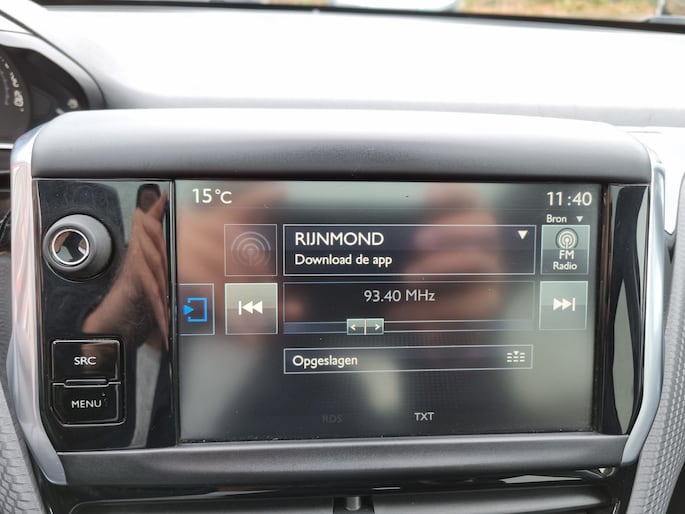 15°C
11:40
Bron
RIJNMOND
Download de app
FM
Radio
93.40 MHz
SRC
MENU
Opgeslagen
RDS
TXT